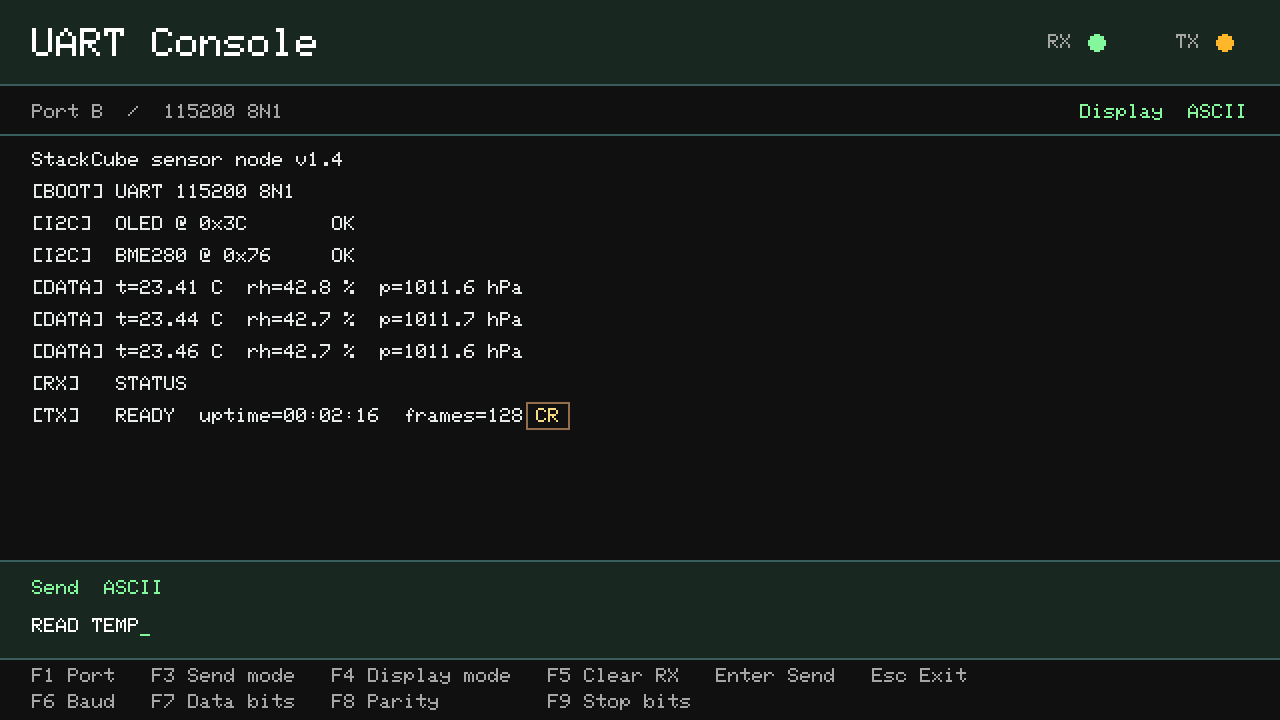 UART Console RX TX
Port B / 115200 8N1 Display ASCII
StackCube sensor node v1.4
[BOOT] UART 115200 8N1
[I2C] OLED @ 0x3C OK
[I2C] BME280 @ 0x76 OK
[DATA] t=23.41 C rh=42.8 % p=1011.6 hPa
[DATA] t=23.44 C rh=42.7 % p=1011.7 hPa
[DATA] t=23.46 C rh=42.7 % p=1011.6 hPa
[RX] STATUS
[TX] READY uptime=00:02:16 frames=128 CR
Send ASCII
READ TEMP_
F1 Port F3 Send mode F4 Display mode F5 Clear RX Enter Send Esc Exit
F6 Baud F7 Data bits F8 Parity F9 Stop bits